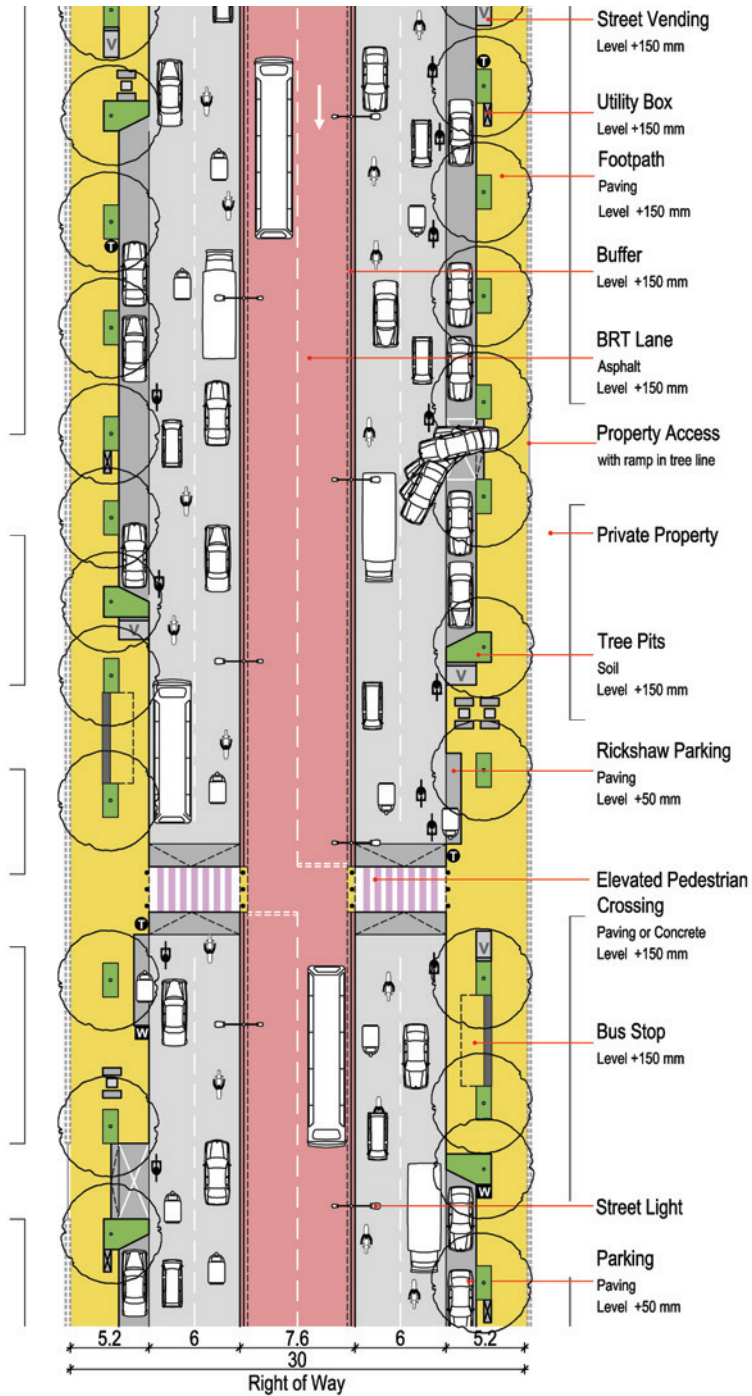 Street Vending
Level +150 mm
Utility Box
Level +150 mm
Footpath
Paving
Level +150 mm
Buffer
Level +150 mm
BRT Lane
Asphalt
Level +150 mm
Property Access
with ramp in tree line
Private Property
Tree Pits
Soil
Level +150 mm
Rickshaw Parking
Paving
Level +50 mm
Elevated Pedestrian
Crossing
Paving or Concrete
Level +150 mm
Bus Stop
Level +150 mm
Street Light
Parking
Paving
Level +50 mm
V
V
T
T
V
V
T
T
V
W
W
5.2 6 7.6 6 5.2
30
Right of Way